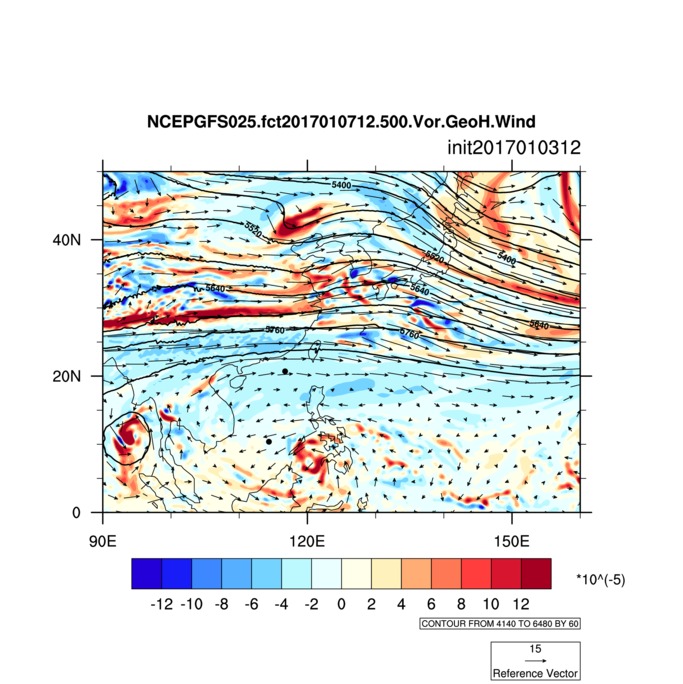 NCEPGFS025.fct2017010712.500.Vor.GeoH.Wind
init2017010312
5400
5520
40N
5520
5400
5640
5640
5640
5760
5760
20N
0
90E 120E 150E
-12 -10 -8 -6 -4 -2 0 2 4 6 8 10 12
*10^(-5)
CONTOUR FROM 4140 TO 6480 BY 60
15
Reference Vector